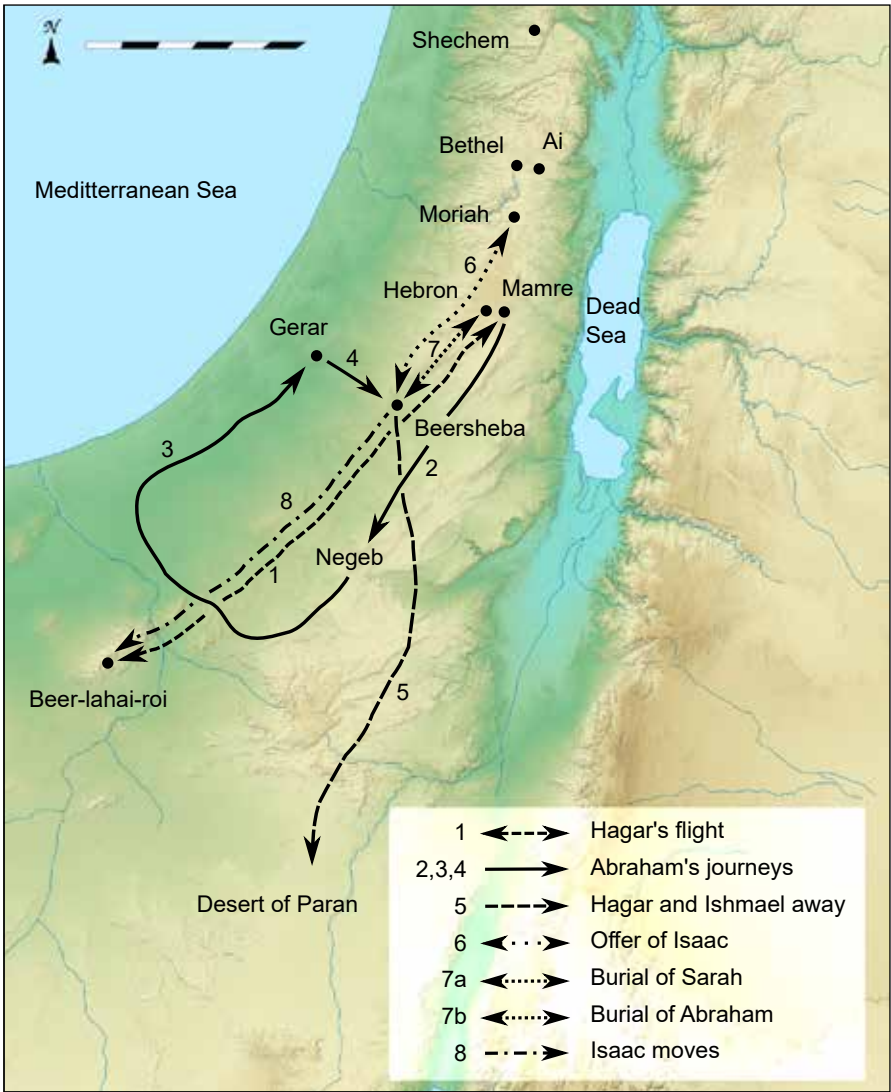 N
Shechem
Bethel
Ai
Meditterranean Sea
Moriah
6
Hebron
Mamre
Dead
Sea
Gerar
4
7
Beersheba
3
2
8
Negeb
1
5
Beer-lahai-roi
Desert of Paran
1 Hagar's flight
2,3,4 Abraham's journeys
5 Hagar and Ishmael away
6 Offer of Isaac
7a Burial of Sarah
7b Burial of Abraham
8 Isaac moves